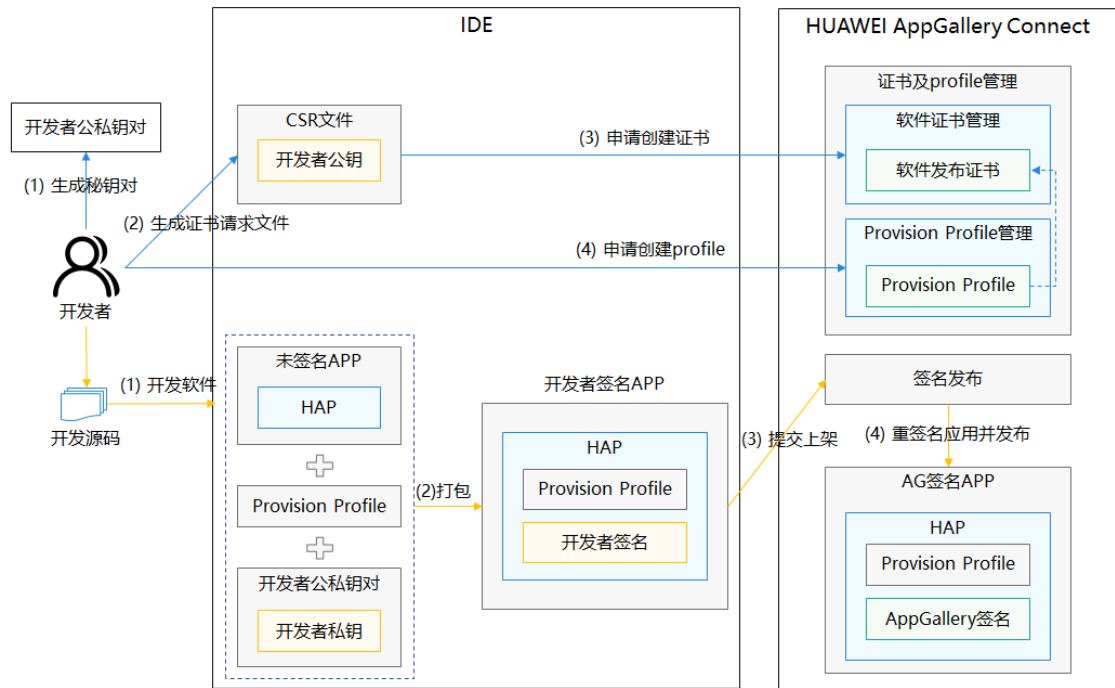 IDE
HUAWEI AppGallery Connect
开发者公私钥对
(1) 生成秘钥对
开发者
CSR文件
开发者公钥
(2) 生成证书请求文件
(3) 申请创建证书
(4) 申请创建profile
证书及profile管理
软件证书管理
软件发布证书
Provision Profile管理
Provision Profile
开发源码
(1) 开发软件
未签名APP
HAP
Provision Profile
开发者公私钥对
开发者私钥
(2)打包
开发者签名APP
HAP
Provision Profile
开发者签名
(3) 提交上架
签名发布
(4) 重签名应用并发布
AG签名APP
HAP
Provision Profile
AppGallery签名